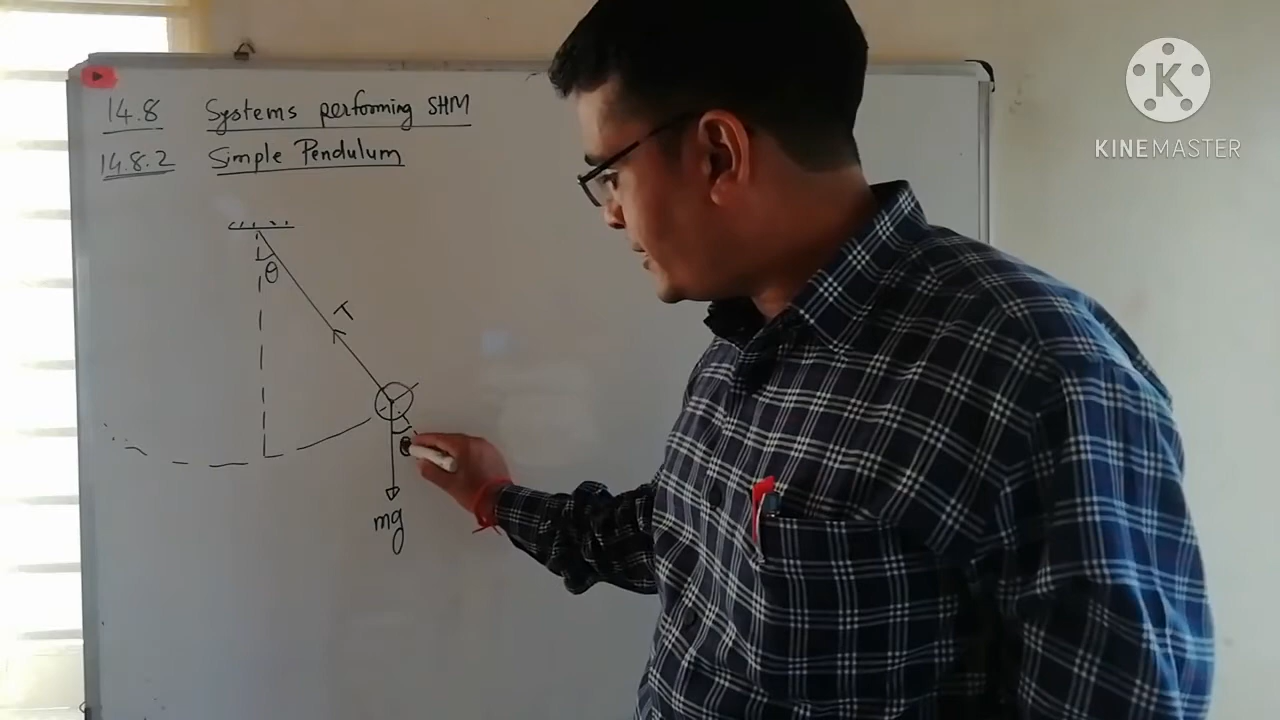 14.8 Systems performing SHM
14.8.2 Simple Pendulum
K
KINEMASTER
θ
T
θ
mg